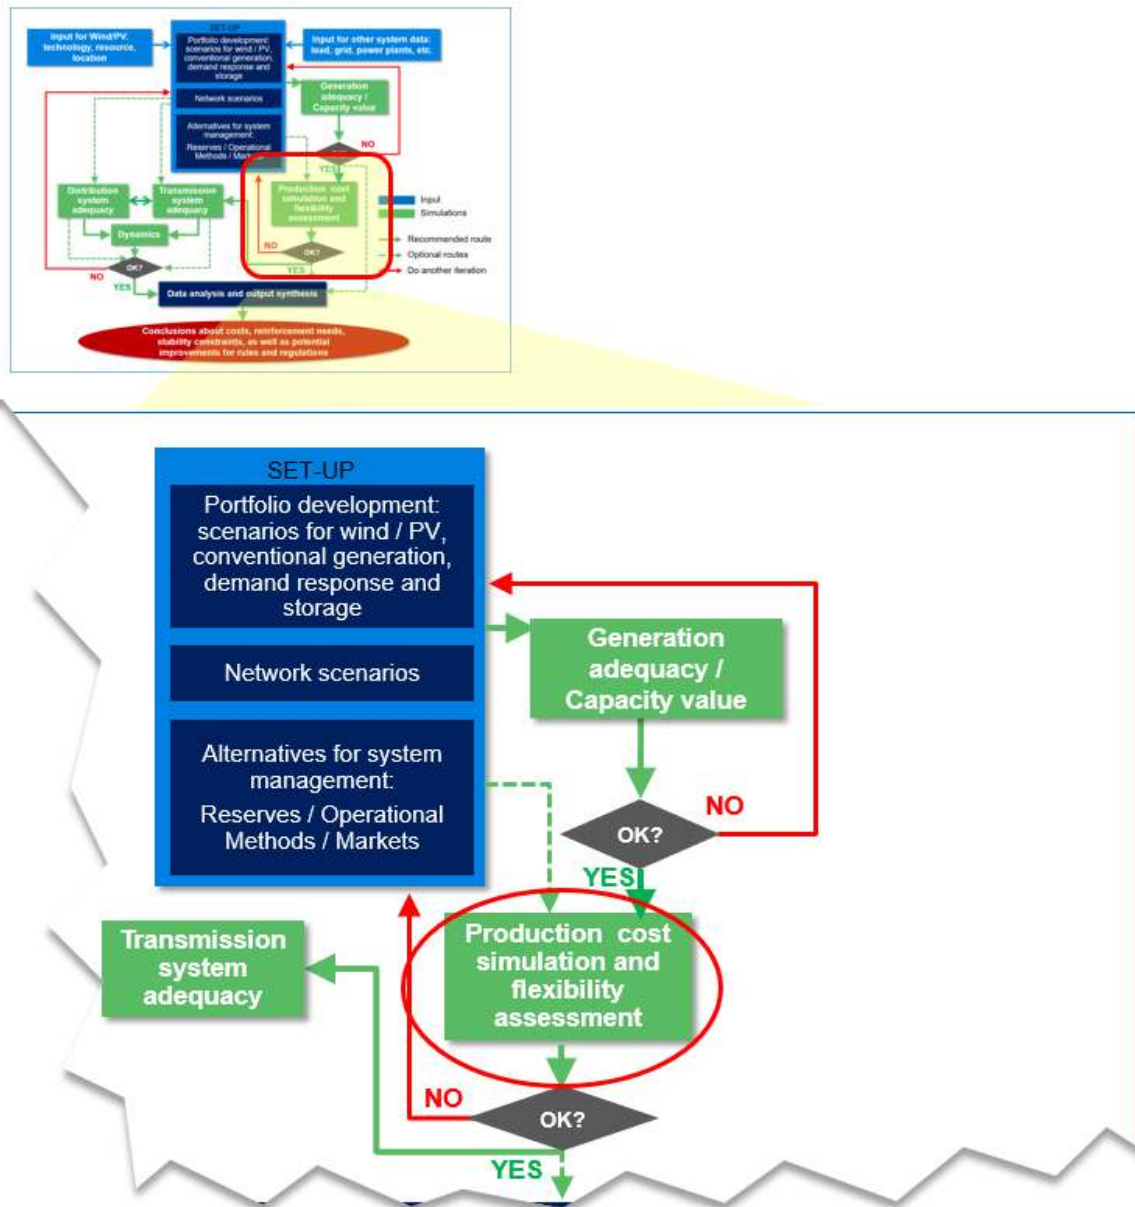 Input for Wind/PV:
technology, resource,
location
SET-UP
Portfolio development:
scenarios for wind / PV,
conventional generation,
demand response and
storage
Network scenarios
Alternatives for system
management:
Reserves / Operational
Methods / Markets
Input for other system data:
load, grid, power plants, etc.
Generation
adequacy /
Capacity value
NO
YES
Distribution
system
adequacy
Transmission
system
adequacy
Production cost
simulation and
flexibility
assessment
Dynamics
NO
OK?
YES
NO
OK?
YES
Input
Simulations
Recommended route
Optional routes
Do another iteration
Data analysis and output synthesis
Conclusions about costs, reinforcement needs,
stability constraints, as well as potential
improvements for rules and regulations
SET-UP
Portfolio development:
scenarios for wind / PV,
conventional generation,
demand response and
storage
Network scenarios
Alternatives for system
management:
Reserves / Operational
Methods / Markets
Generation
adequacy /
Capacity value
OK?
NO
YES
Transmission
system
adequacy
Production cost
simulation and
flexibility
assessment
NO
OK?
YES